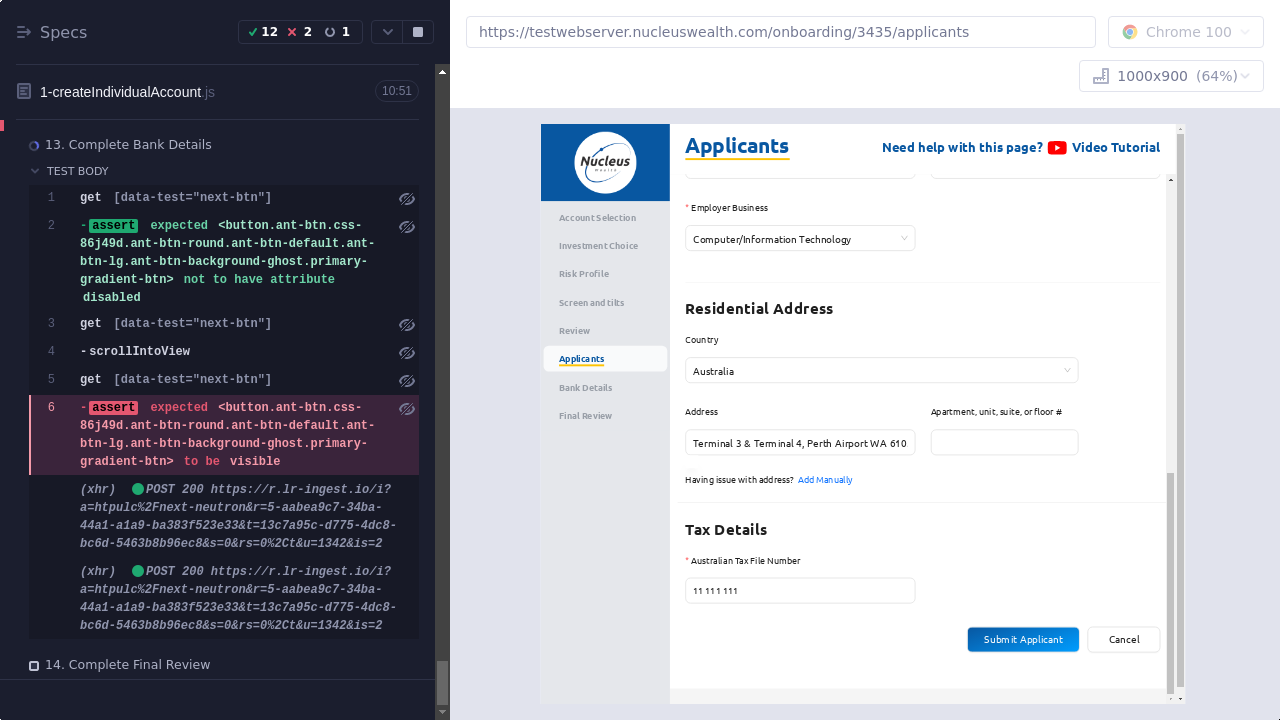 Specs
12 2 1
1-createIndividualAccount.js
10:51
13. Complete Bank Details
TEST BODY
1 get [data-test="next-btn"]
2 -assert expected <button.ant-btn.css-
86j49d.ant-btn-round.ant-btn-default.ant-
btn-lg.ant-btn-background-ghost.primary-
gradient-btn> not to have attribute
disabled
3 get [data-test="next-btn"]
4 -scrollIntoView
5 get [data-test="next-btn"]
6 -assert expected <button.ant-btn.css-
86j49d.ant-btn-round.ant-btn-default.ant-
btn-lg.ant-btn-background-ghost.primary-
gradient-btn> to be visible
(xhr) POST 200 https://r.lr-ingest.io/i?
a=htpulc%2Fnext-neutron&r=5-aabea9c7-34ba-
44a1-a1a9-ba383f523e33&t=13c7a95c-d775-4dc8-
bc6d-5463b8b96ec8&s=0&rs=0%2Ct&u=1342&is=2
(xhr) POST 200 https://r.lr-ingest.io/i?
a=htpulc%2Fnext-neutron&r=5-aabea9c7-34ba-
44a1-a1a9-ba383f523e33&t=13c7a95c-d775-4dc8-
bc6d-5463b8b96ec8&s=0&rs=0%2Ct&u=1342&is=2
14. Complete Final Review
https://testwebserver.nucleuswealth.com/onboarding/3435/applicants
Chrome 100
1000x900 (64%)
Nucleus
Wealth
Account Selection
Investment Choice
Risk Profile
Screen and tilts
Review
Applicants
Bank Details
Final Review
Applicants
Need help with this page? Video Tutorial
* Employer Business
Computer/Information Technology
Residential Address
Country
Australia
Address
Apartment, unit, suite, or floor #
Terminal 3 & Terminal 4, Perth Airport WA 610
Having issue with address? Add Manually
Tax Details
* Australian Tax File Number
11 111 111
Submit Applicant
Cancel